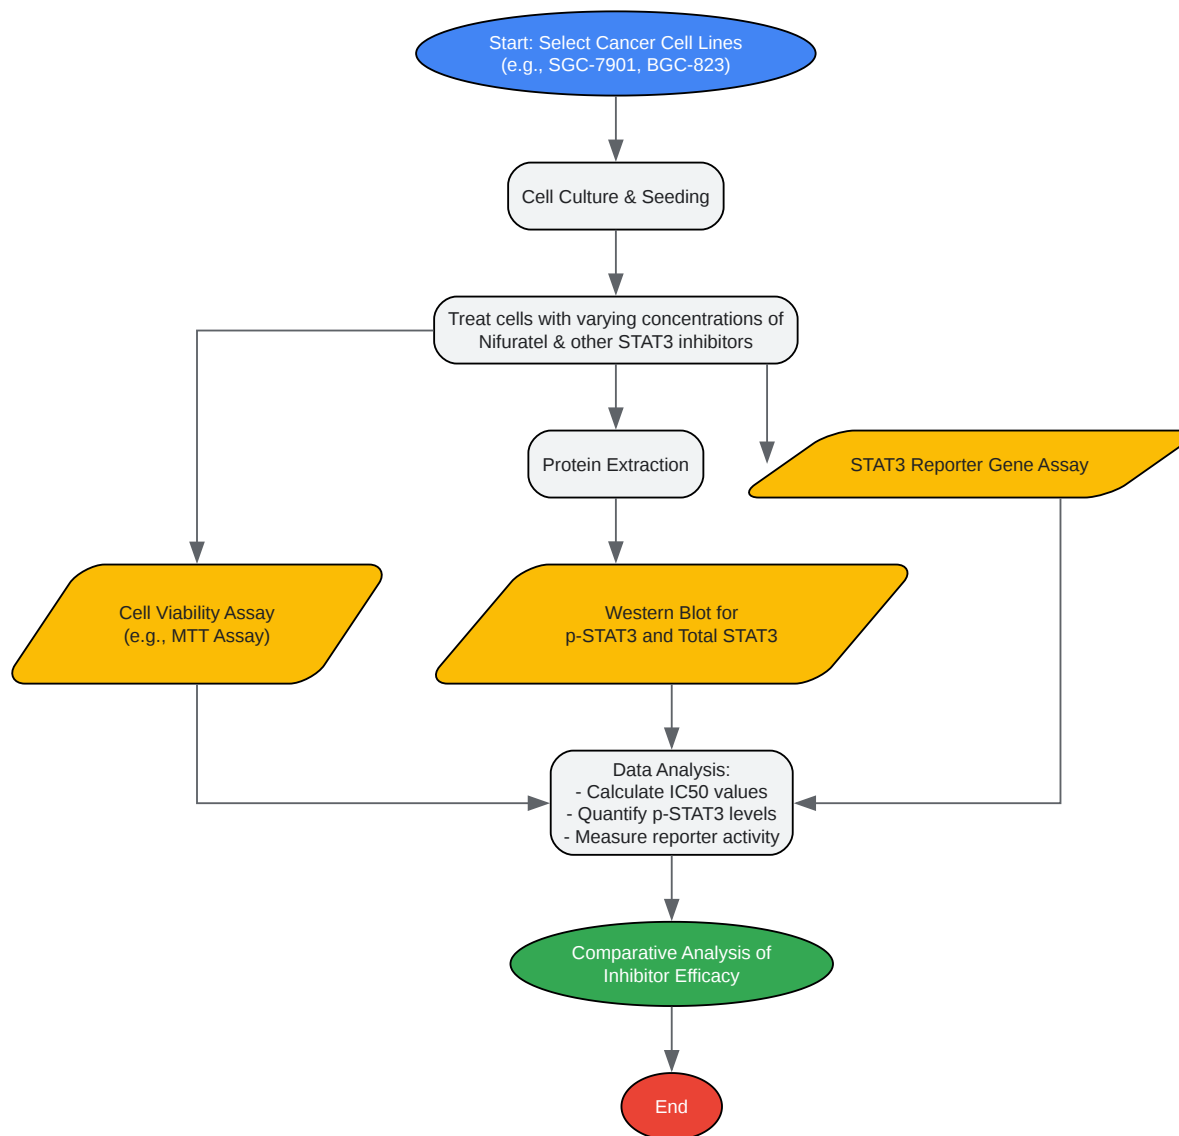 Start: Select Cancer Cell Lines
(e.g., SGC-7901, BGC-823)
Cell Culture & Seeding
Treat cells with varying concentrations of
Nifuratel & other STAT3 inhibitors
Protein Extraction
STAT3 Reporter Gene Assay
Cell Viability Assay
(e.g., MTT Assay)
Western Blot for
p-STAT3 and Total STAT3
Data Analysis:
- Calculate IC50 values
- Quantify p-STAT3 levels
- Measure reporter activity
Comparative Analysis of
Inhibitor Efficacy
End